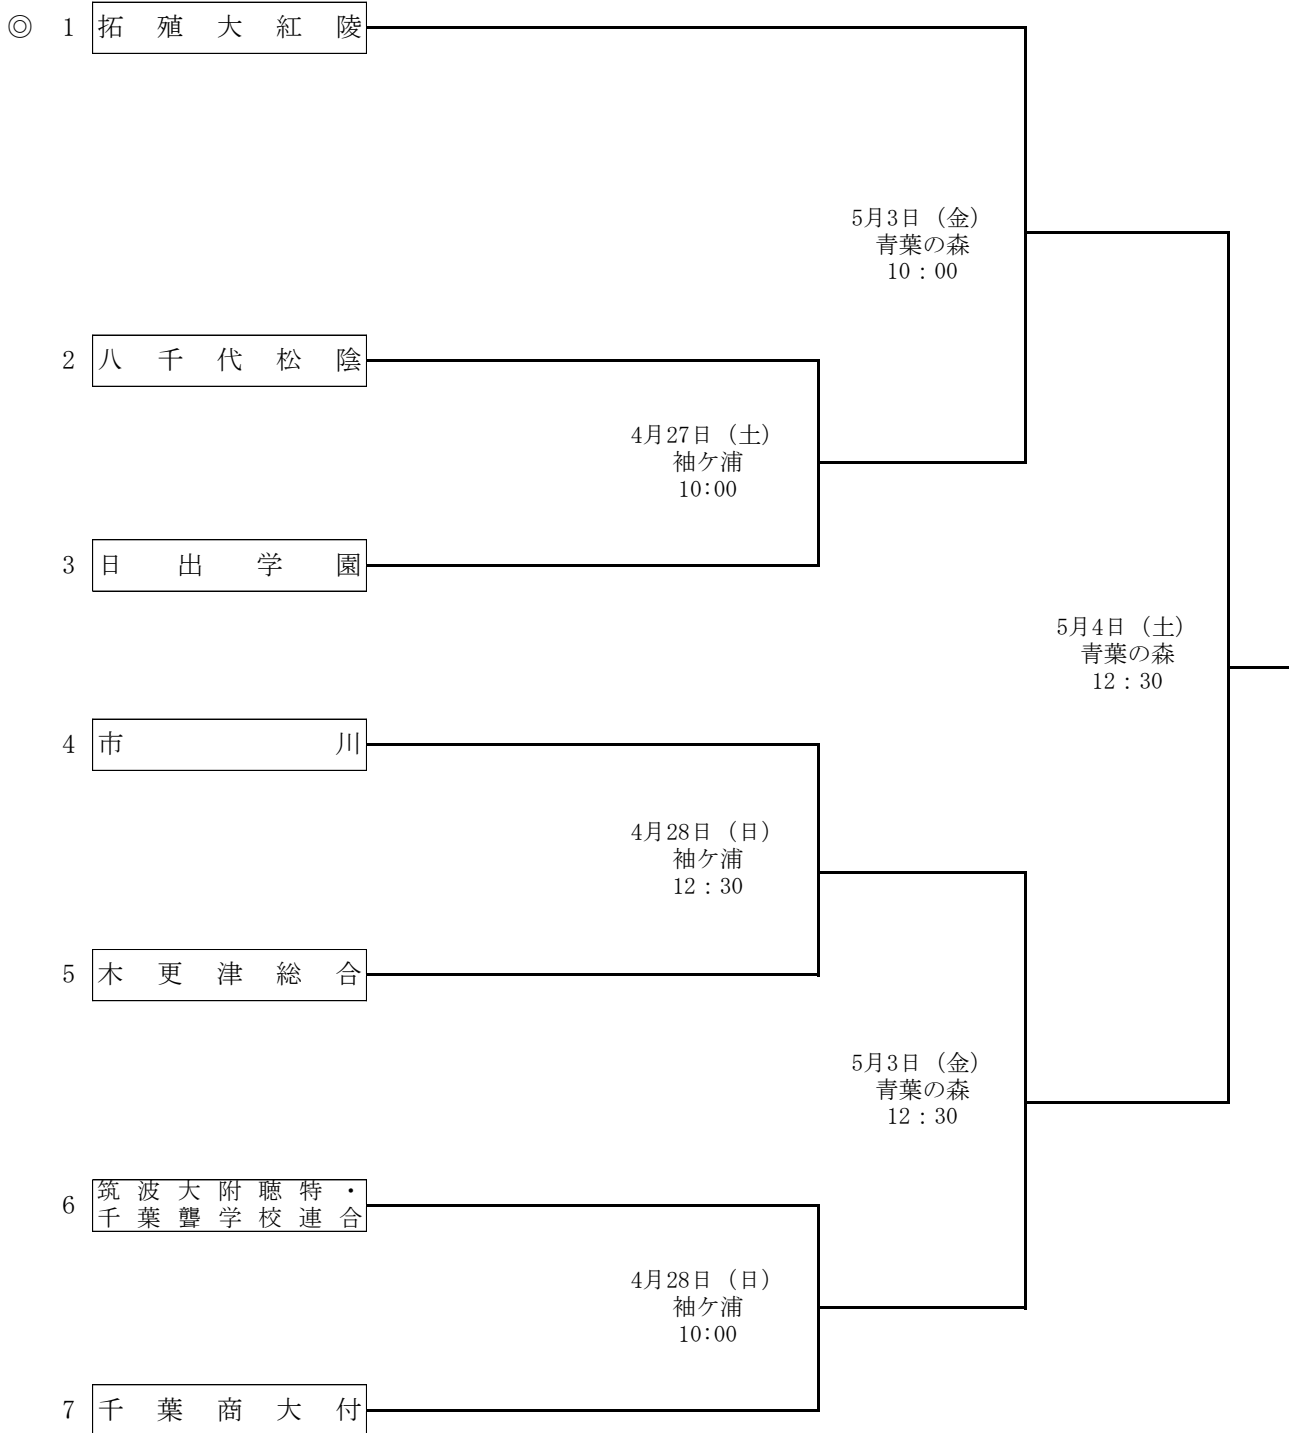 ◎ 1 拓殖大紅陵
5月3日（金）
青葉の森
10：00
2 八千代松陰
4月27日（土）
袖ケ浦
10:00
3 日出学園
5月4日（土）
青葉の森
12：30
4 市川
4月28日（日）
袖ケ浦
12：30
5 木更津総合
5月3日（金）
青葉の森
12：30
6 筑波大附聴特・
千葉聾学校連合
4月28日（日）
袖ケ浦
10:00
7 千葉商大付